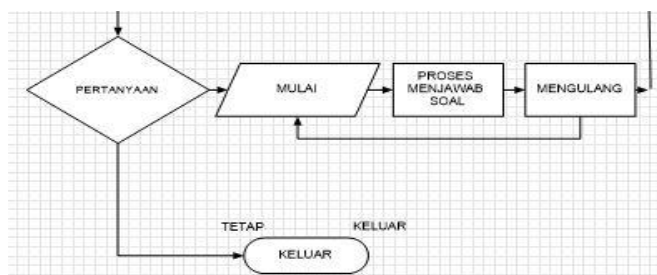 PERTANYAAN
MULAI
PROSES
MENJAWAB
SOAL
MENGULANG
TETAP
KELUAR
KELUAR